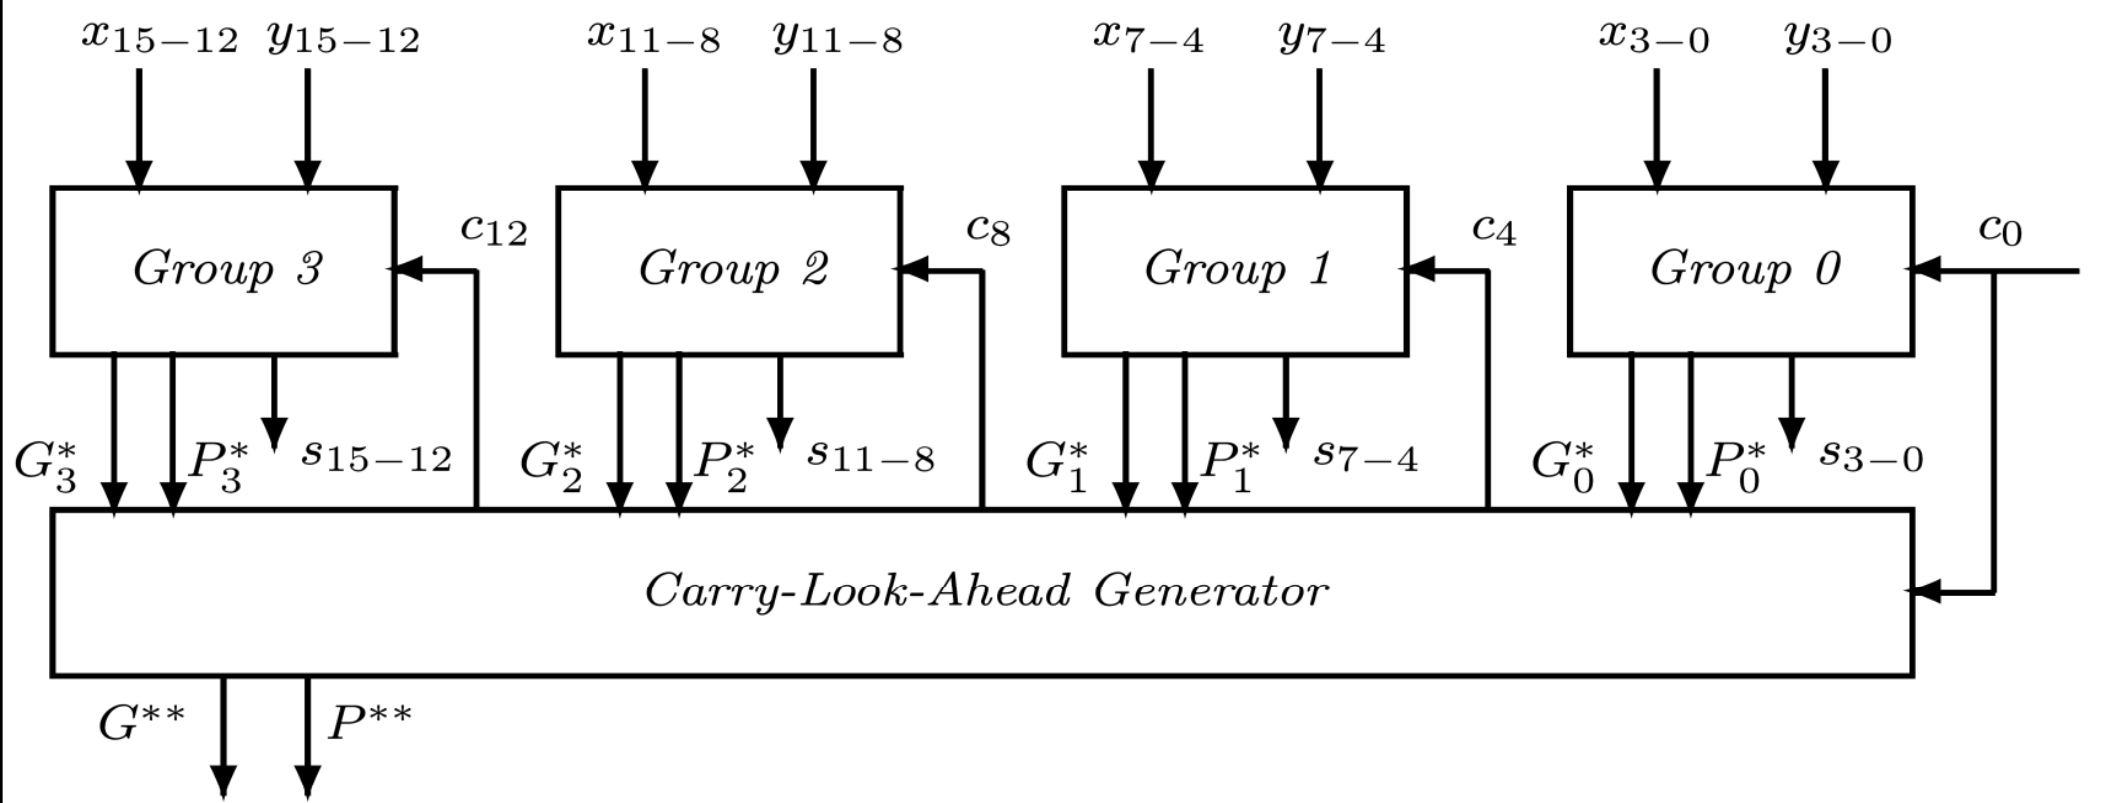 x15−12 y15−12 x11−8 y11−8 x7−4 y7−4 x3−0 y3−0
c12 c8 c4 c0
Group 3 Group 2 Group 1 Group 0
G*3 P*3 s15−12 G*2 P*2 s11−8 G*1 P*1 s7−4 G*0 P*0 s3−0
Carry-Look-Ahead Generator
G** P**